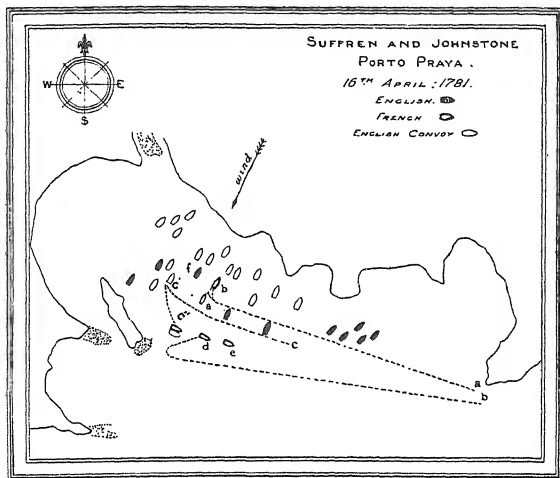 SUFFREN AND JOHNSTONE
PORTO PRAYA.
16TH APRIL: 1781.
ENGLISH.
FRENCH
ENGLISH CONVOY
W
E
S
wind
f
b
c'
a
c"
c
d
e
a
b